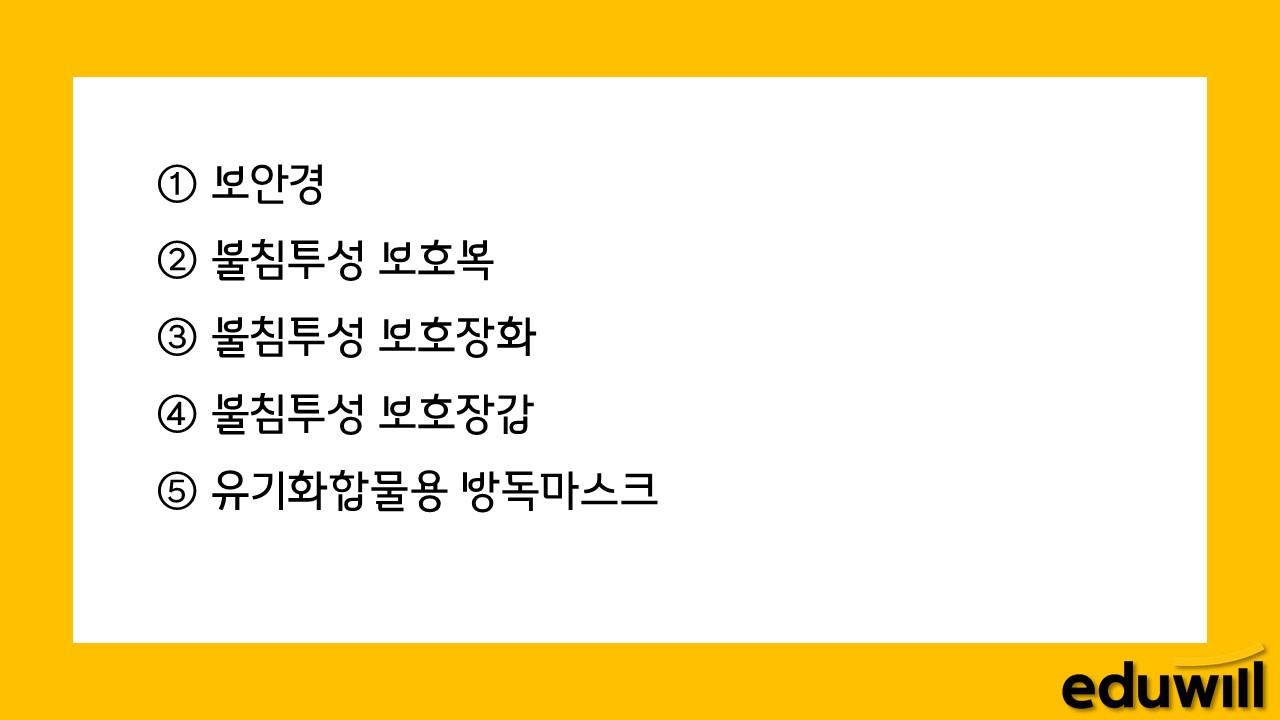 ① 보안경
② 불침투성 보호복
③ 불침투성 보호장화
④ 불침투성 보호장갑
⑤ 유기화합물용 방독마스크
eduwill